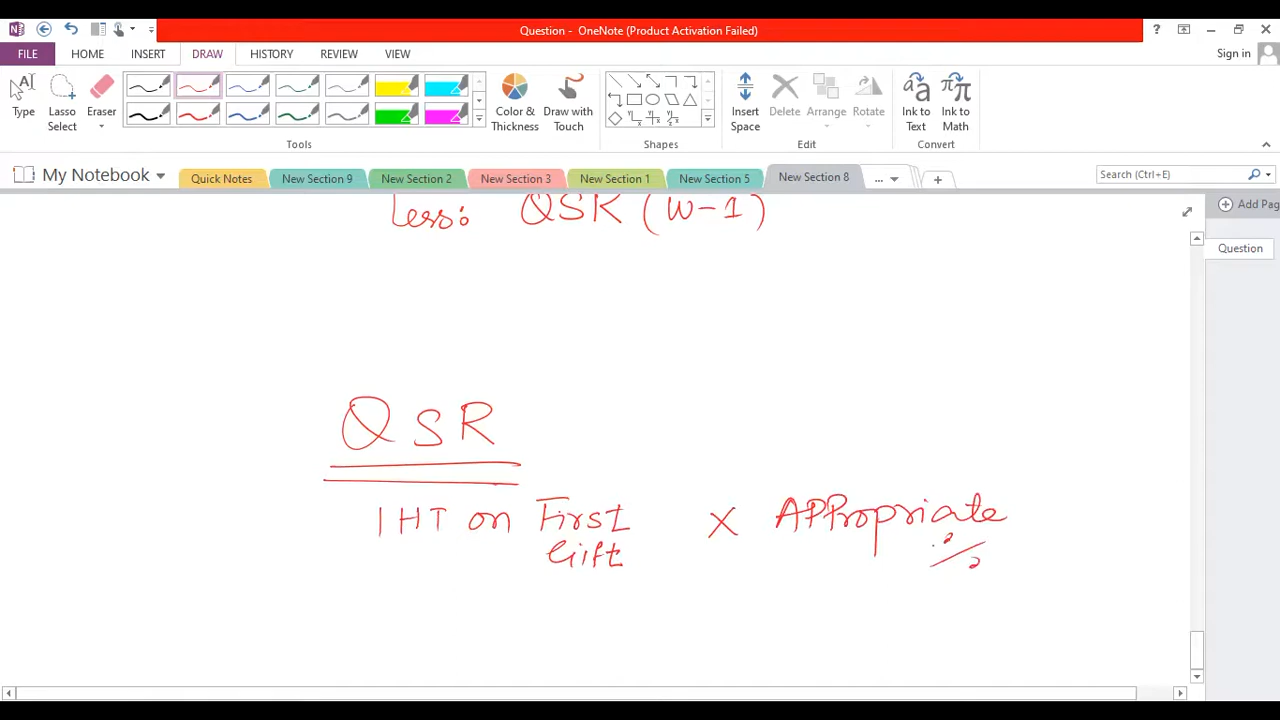 Question - OneNote (Product Activation Failed)
?
FILE HOME INSERT DRAW HISTORY REVIEW VIEW
Sign in
Type
Lasso Select
Eraser
Color & Thickness
Draw with Touch
Insert Space
Delete
Arrange
Rotate
Ink to Text
Ink to Math
Tools
Shapes
Edit
Convert
My Notebook
Quick Notes
New Section 9
New Section 2
New Section 3
New Section 1
New Section 5
New Section 8
...
Search (Ctrl+E)
Add Pag
Question
Less: QSR (W-1)
QSR
IHT on First Gift X APPropriate %